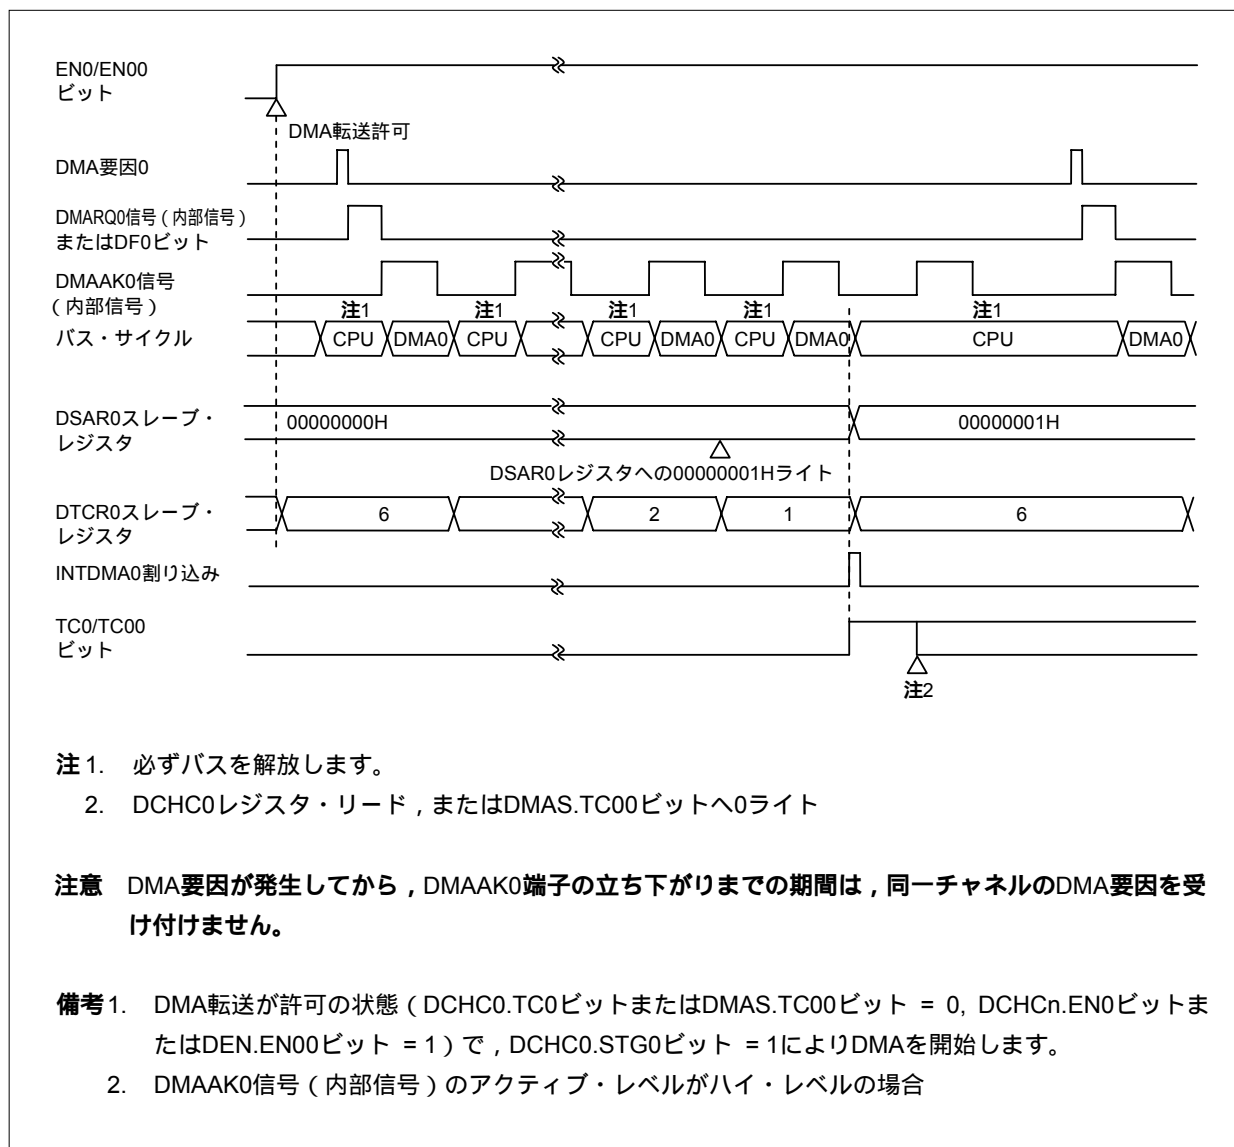 EN0/EN00
ビット
DMA転送許可
DMA要因0
DMARQ0信号（内部信号）
またはDF0ビット
DMAAK0信号
（内部信号）
注1 注1 注1 注1 注1
バス・サイクル CPU DMA0 CPU CPU DMA0 CPU DMA0 CPU DMA0
DSAR0スレーブ・
レジスタ
00000000H 00000001H
DSAR0レジスタへの00000001Hライト
DTCR0スレーブ・
レジスタ
6 2 1 6
INTDMA0割り込み
TC0/TC00
ビット
注2
注1. 必ずバスを解放します。
2. DCHC0レジスタ・リード，またはDMAS.TC00ビットへ0ライト
注意 DMA要因が発生してから，DMAAK0端子の立ち下がりまでの期間は，同一チャネルのDMA要因を受
け付けません。
備考1. DMA転送が許可の状態（DCHC0.TC0ビットまたはDMAS.TC00ビット = 0, DCHCn.EN0ビットま
たはDEN.EN00ビット = 1）で，DCHC0.STG0ビット = 1によりDMAを開始します。
2. DMAAK0信号（内部信号）のアクティブ・レベルがハイ・レベルの場合